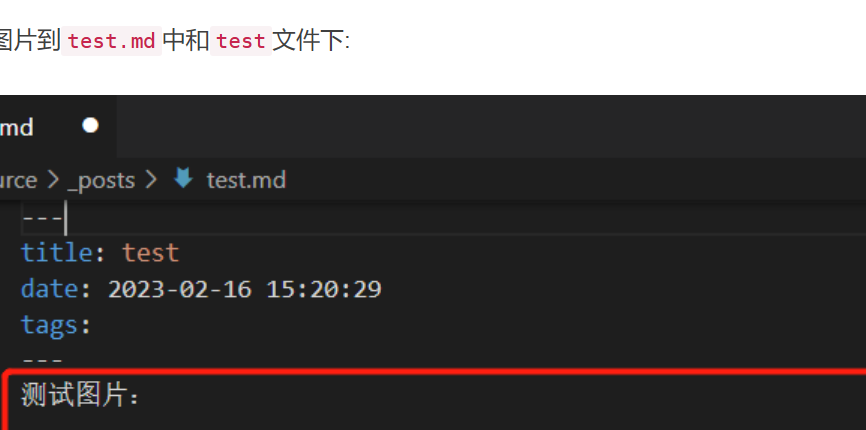 图片到 test.md 中和 test 文件下:
md
urce > _posts > test.md
---
title: test
date: 2023-02-16 15:20:29
tags:
---
测试图片：